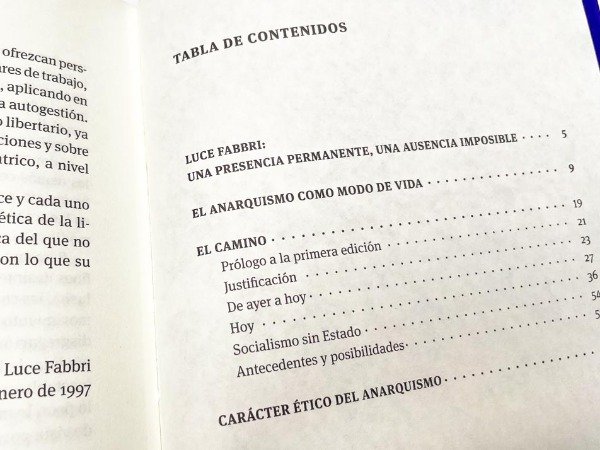 ofrezcan pers-
res de trabajo,
, aplicando en
a autogestión.
o libertario, ya
ciones y sobre
trico, a nivel
ce y cada uno
ética de la li-
ca del que no
on lo que su
Luce Fabbri
nero de 1997
TABLA DE CONTENIDOS
LUCE FABBRI:
UNA PRESENCIA PERMANENTE, UNA AUSENCIA IMPOSIBLE · · · · 5
EL ANARQUISMO COMO MODO DE VIDA · · · · · · · · · · · · · · · · 9
EL CAMINO · · · · · · · · · · · · · · · · · · · · · · · · · · · · · · 19
Prólogo a la primera edición 21
Justificación · · · · · · · · · · · · · · · · · · · · · · · · · · · 23
De ayer a hoy · · · · · · · · · · · · · · · · · · · · · · · · · · · 27
Hoy · · · · · · · · · · · · · · · · · · · · · · · · · · · · · · · · 36
Socialismo sin Estado · · · · · · · · · · · · · · · · · · · · · · 54
Antecedentes y posibilidades · · · · · · · · · · · · · · · · · · 5
CARÁCTER ÉTICO DEL ANARQUISMO · · · · · · · · · · · · · · ·